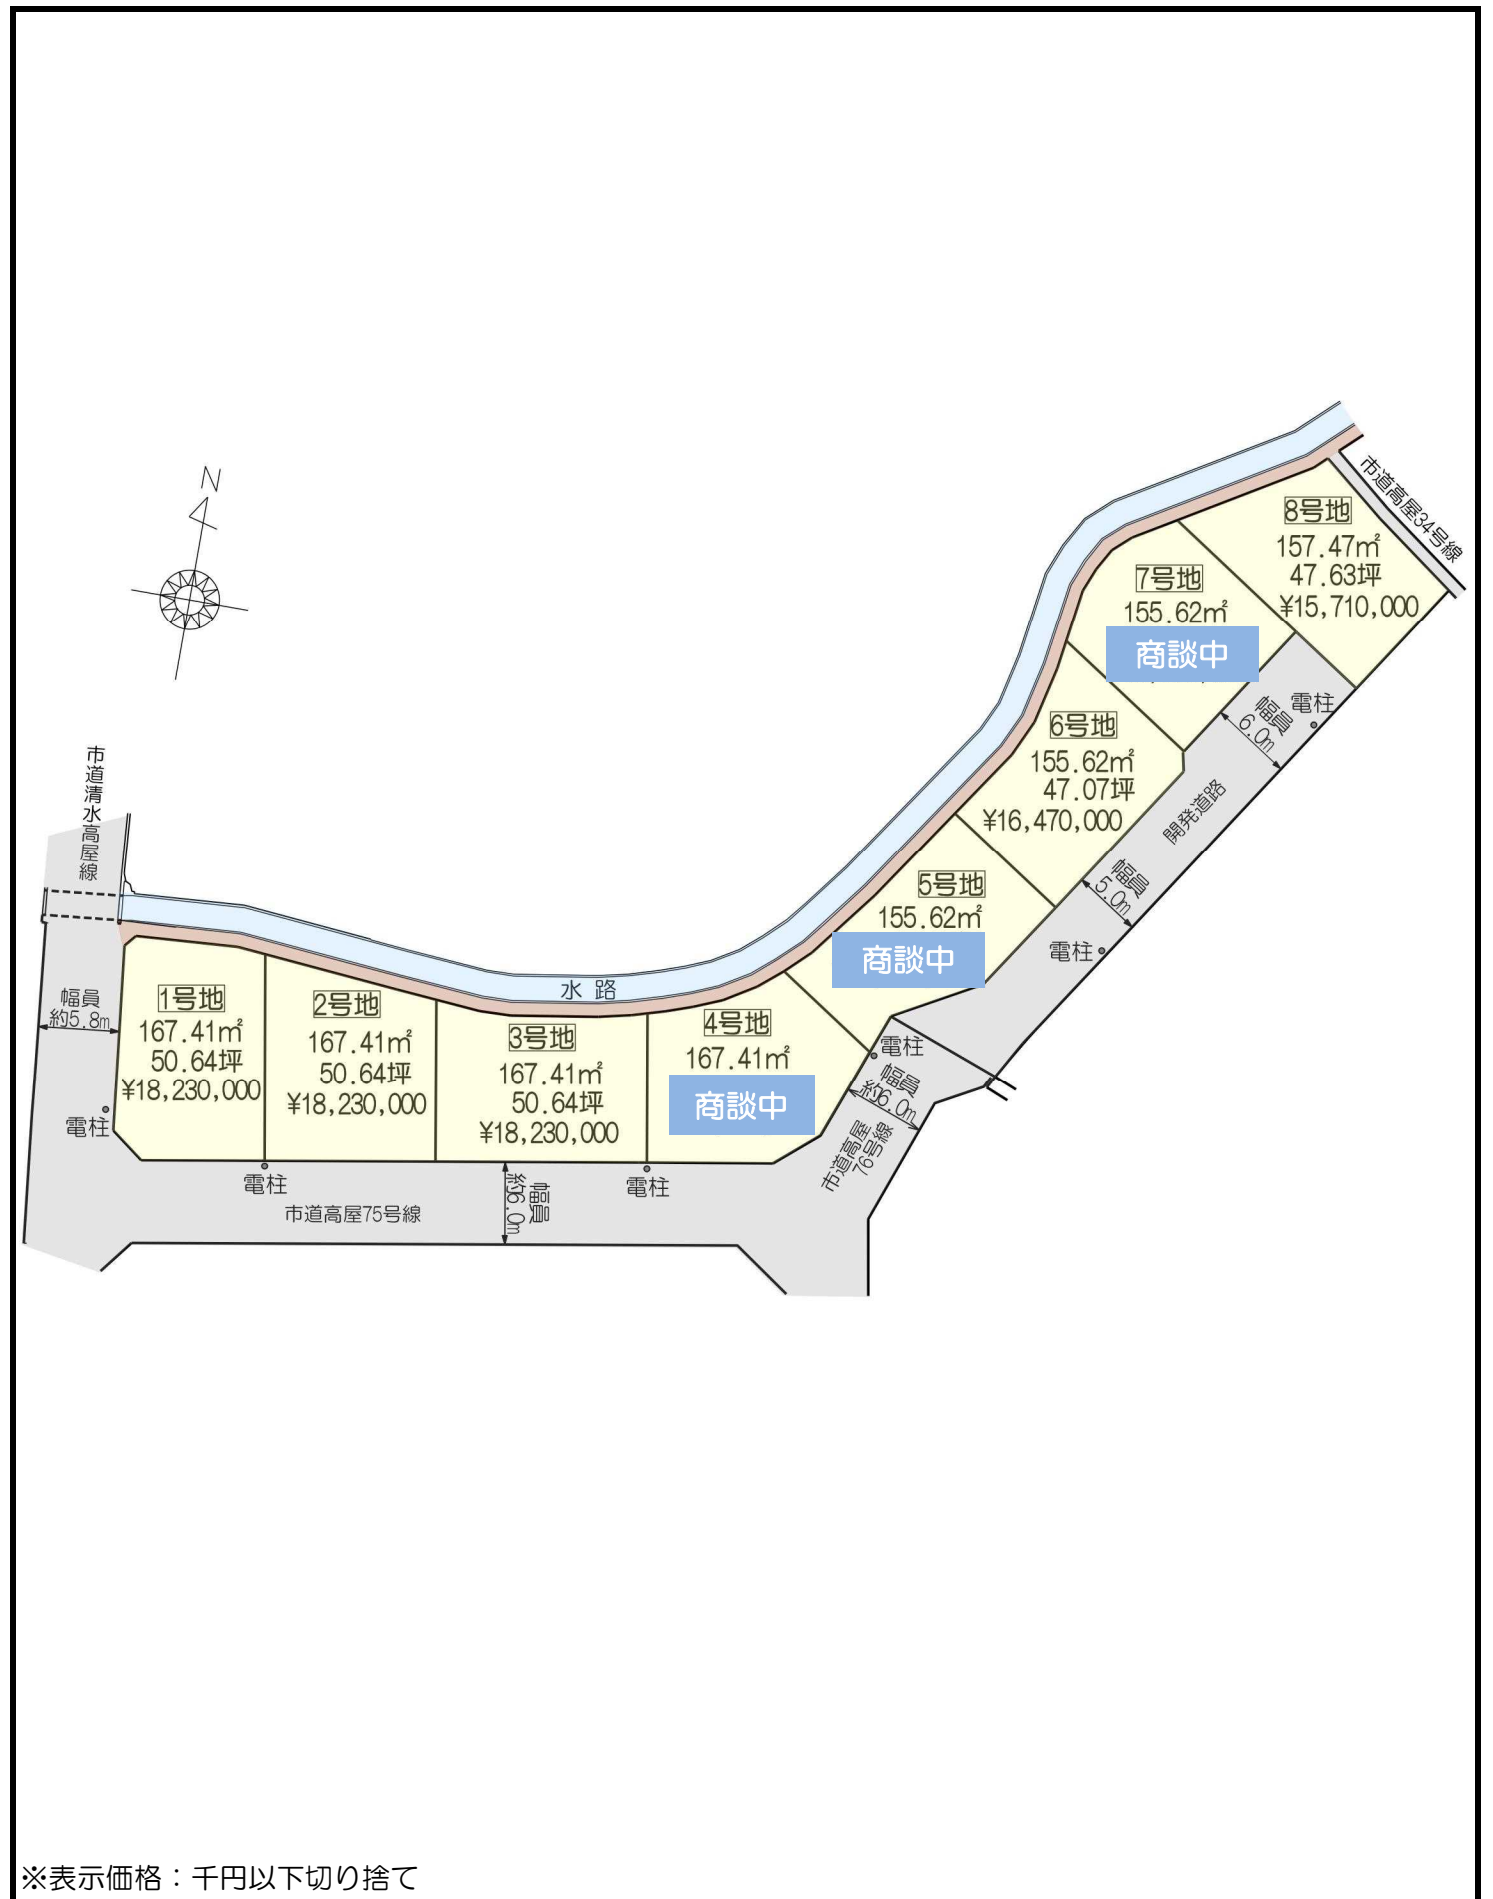 N
市道高屋34号線
8号地
157.47㎡
47.63坪
¥15,710,000
7号地
155.62㎡
商談中
6号地
155.62㎡
47.07坪
¥16,470,000
電柱
幅員
6.0m
開発道路
幅員
5.0m
電柱
5号地
155.62㎡
商談中
市道清水高屋線
幅員
約5.8m
電柱
水路
1号地
167.41㎡
50.64坪
¥18,230,000
2号地
167.41㎡
50.64坪
¥18,230,000
3号地
167.41㎡
50.64坪
¥18,230,000
4号地
167.41㎡
商談中
電柱
幅員
約6.0m
市道高屋
76号線
電柱
電柱
市道高屋75号線
幅員
約6.0m
※表示価格：千円以下切り捨て